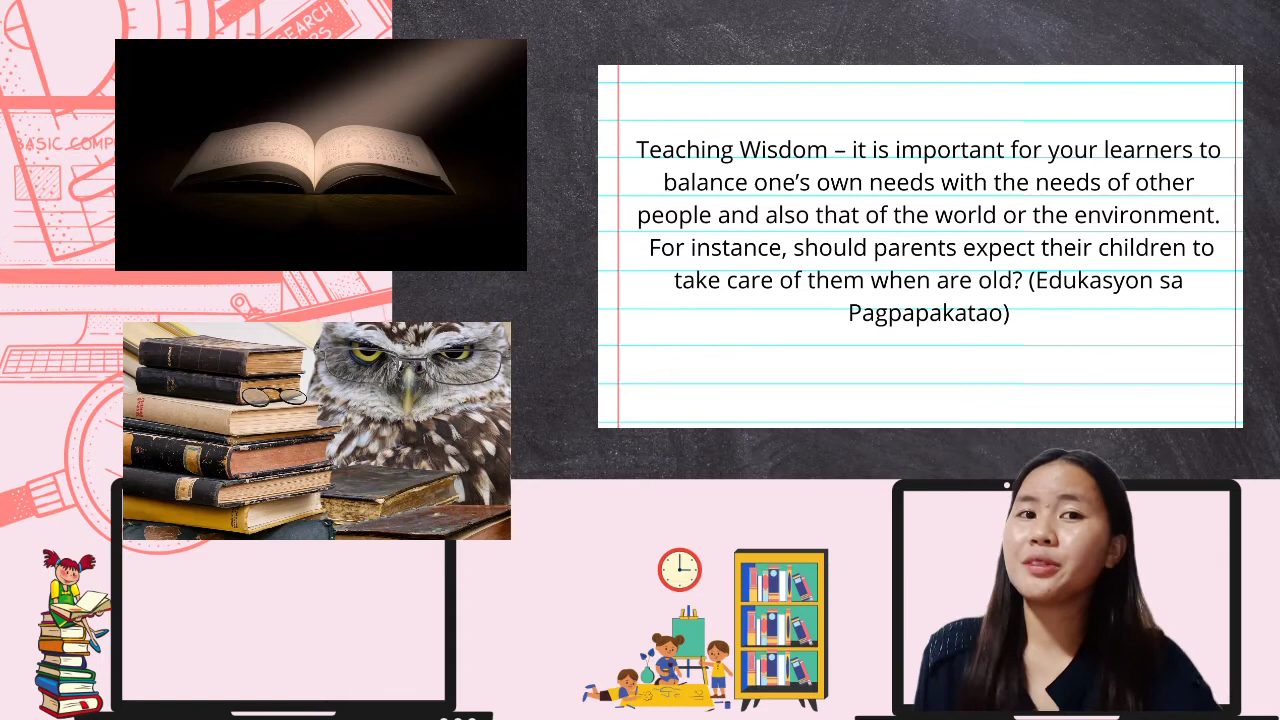 SEARCH
BASIC COMP
Teaching Wisdom – it is important for your learners to
balance one’s own needs with the needs of other
people and also that of the world or the environment.
For instance, should parents expect their children to
take care of them when are old? (Edukasyon sa
Pagpapakatao)